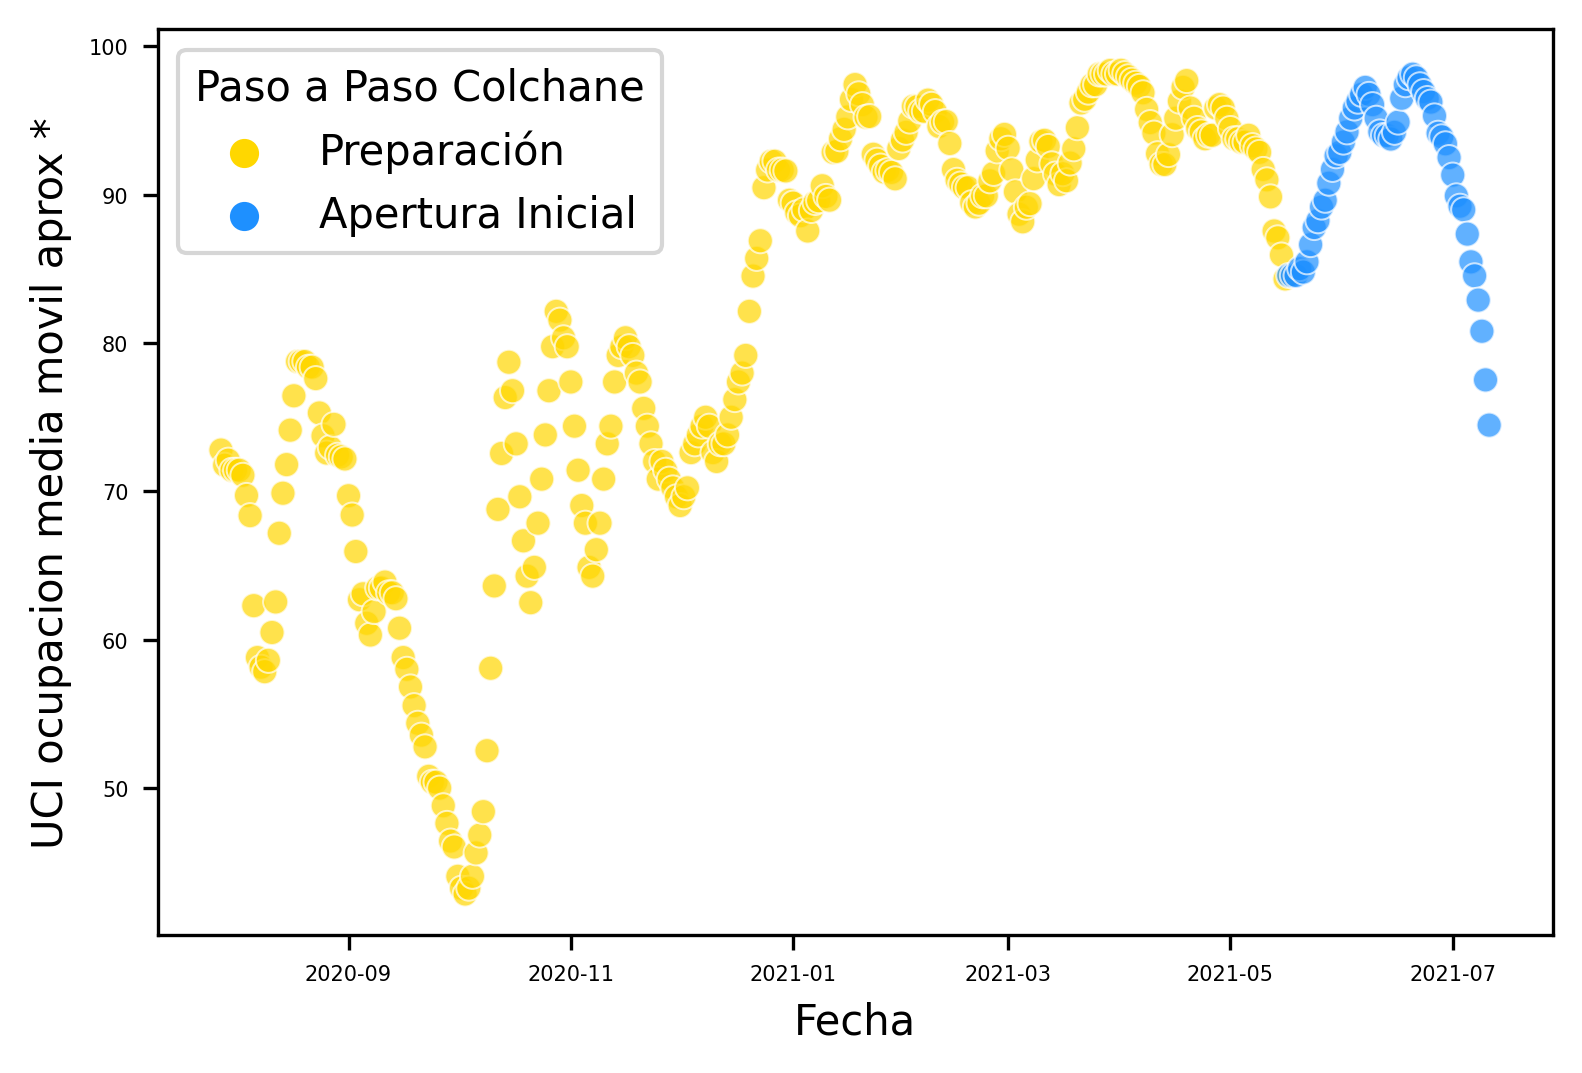 Paso a Paso Colchane
Preparación
Apertura Inicial
UCI ocupacion media movil aprox *
100
90
80
70
60
50
2020-09
2020-11
2021-01
2021-03
2021-05
2021-07
Fecha